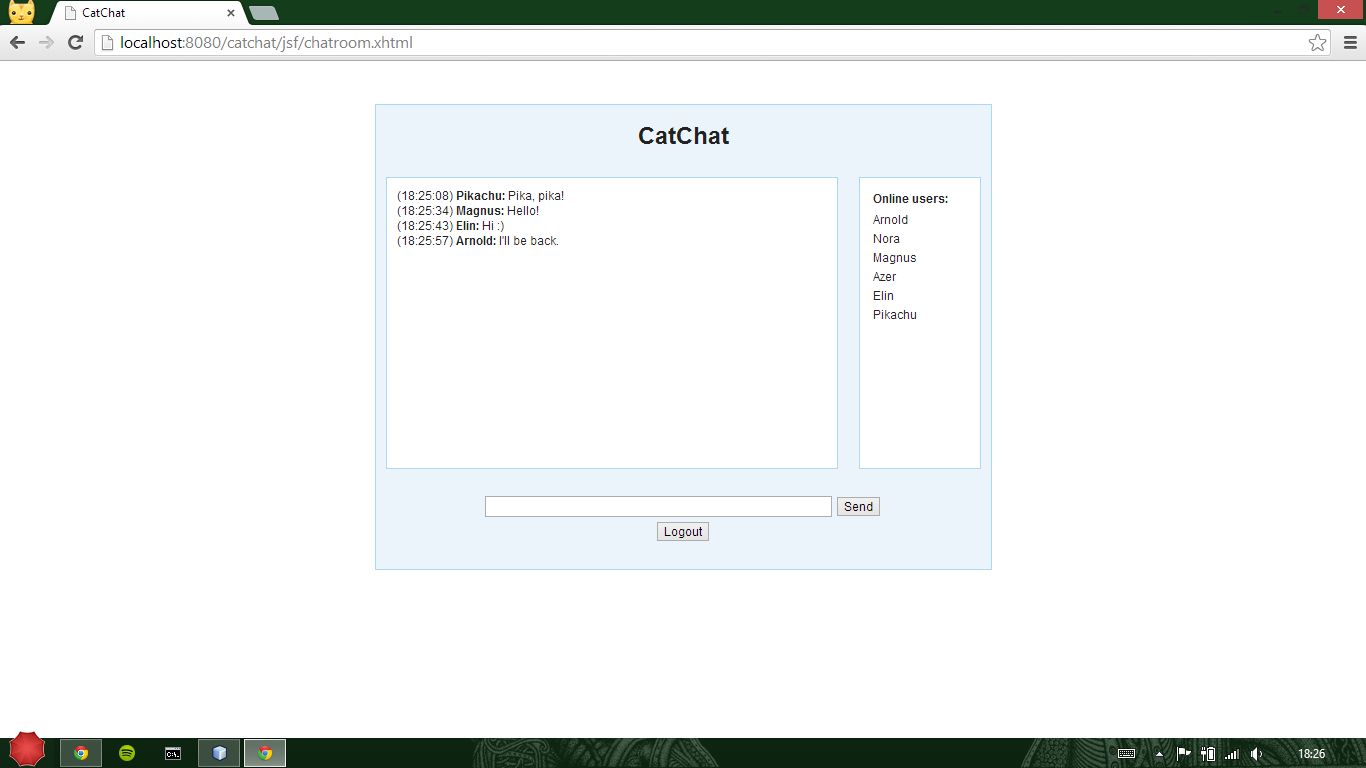 CatChat
localhost:8080/catchat/jsf/chatroom.xhtml
CatChat
(18:25:08) Pikachu: Pika, pika!
(18:25:34) Magnus: Hello!
(18:25:43) Elin: Hi :)
(18:25:57) Arnold: I'll be back.
Online users:
Arnold
Nora
Magnus
Azer
Elin
Pikachu
Send
Logout
C:\.
18:26